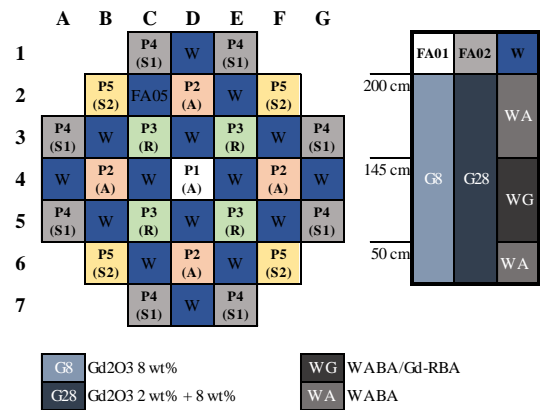 A B C D E F G
1 P4 (S1) W P4 (S1)
2 P5 (S2) FA05 P2 (A) W P5 (S2)
3 P4 (S1) W P3 (R) W P3 (R) W P4 (S1)
4 W P2 (A) W P1 (A) W P2 (A) W
5 P4 (S1) W P3 (R) W P3 (R) W P4 (S1)
6 P5 (S2) W P2 (A) W P5 (S2)
7 P4 (S1) W P4 (S1)
FA01 FA02 W
200 cm
WA
145 cm
G8 G28 WG
50 cm
WA
G8 Gd2O3 8 wt%
G28 Gd2O3 2 wt% + 8 wt%
WG WABA/Gd-RBA
WA WABA